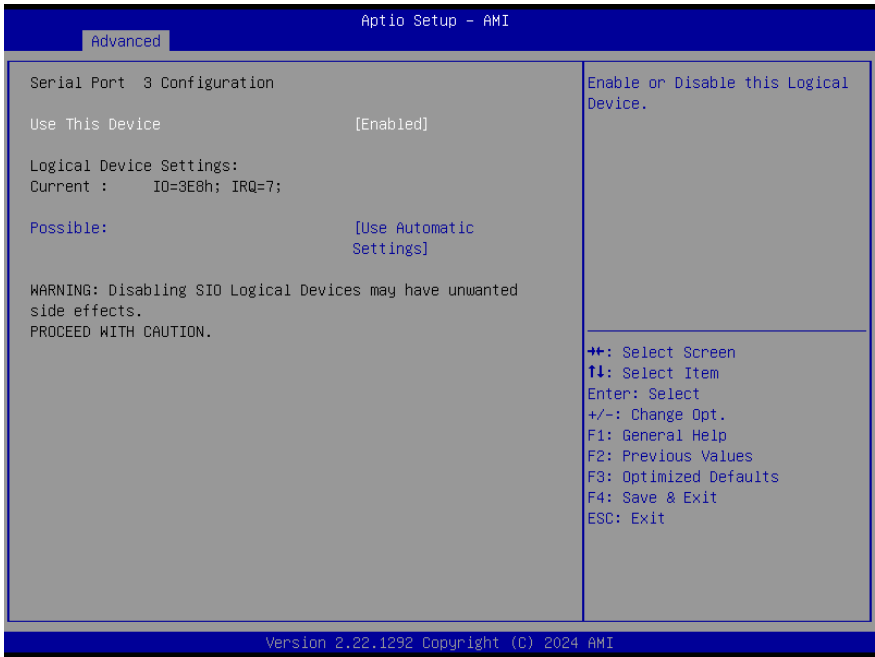 Aptio Setup – AMI
Advanced
Serial Port  3 Configuration
Use This Device [Enabled]
Logical Device Settings:
Current :  IO=3E8h; IRQ=7;
Possible: [Use Automatic
Settings]
WARNING: Disabling SIO Logical Devices may have unwanted
side effects.
PROCEED WITH CAUTION.
Enable or Disable this Logical
Device.
→←: Select Screen
↑↓: Select Item
Enter: Select
+/-: Change Opt.
F1: General Help
F2: Previous Values
F3: Optimized Defaults
F4: Save & Exit
ESC: Exit
Version 2.22.1292 Copyright (C) 2024 AMI